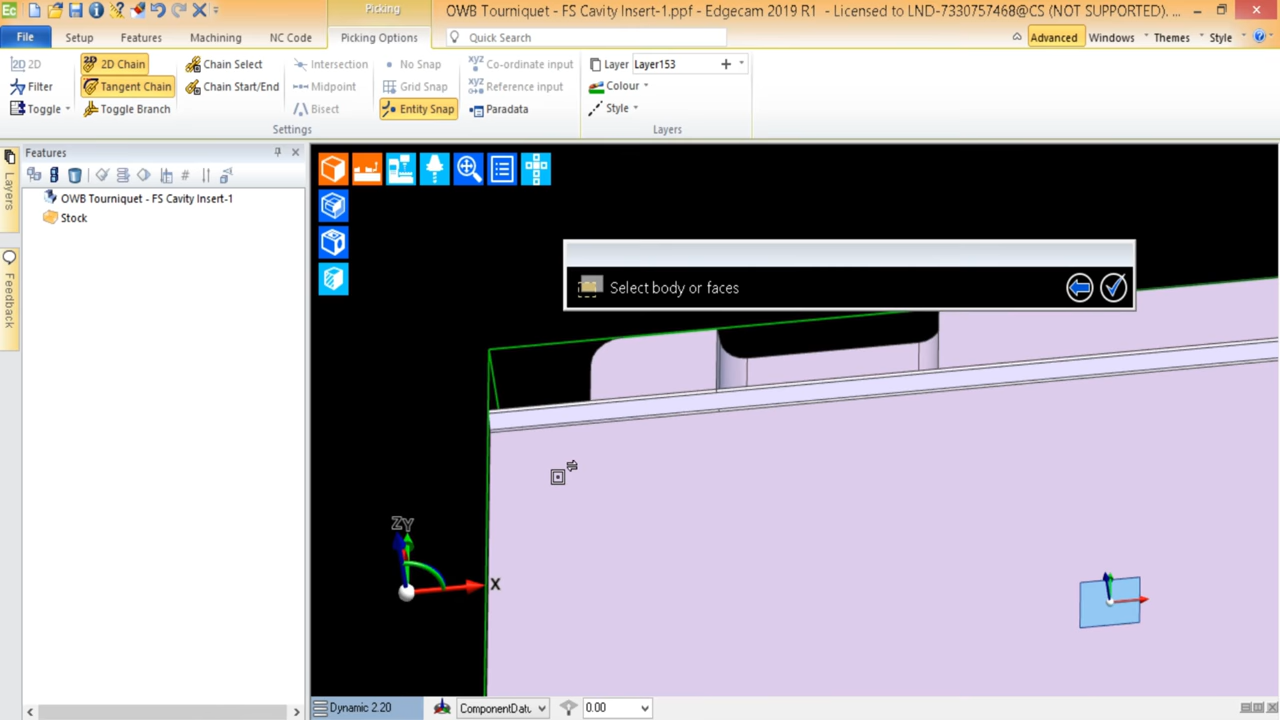 Ec
Picking
OWB Tourniquet - FS Cavity Insert-1.ppf - Edgecam 2019 R1 - Licensed to LND-7330757468@CS (NOT SUPPORTED). ...
File
Setup
Features
Machining
NC Code
Picking Options
Quick Search
Advanced
Windows
Themes
Style
2D
2D Chain
Chain Select
Intersection
No Snap
xyz Co-ordinate input
Layer
Layer153
Filter
Tangent Chain
Chain Start/End
Midpoint
Grid Snap
xyz Reference input
Colour
Toggle
Toggle Branch
Bisect
Entity Snap
Paradata
Style
Settings
Layers
Features
Layers
Feedback
OWB Tourniquet - FS Cavity Insert-1
Stock
Select body or faces
ZY
X
Dynamic 2.20
ComponentDatu
0.00